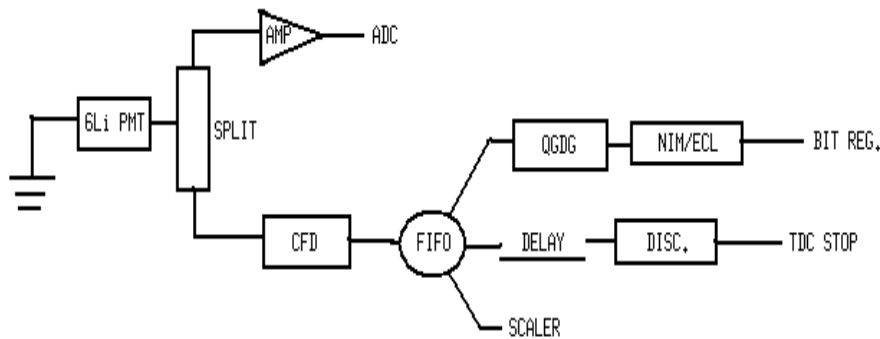 AMP
ADC
6Li PMT
SPLIT
QGDG
NIM/ECL
BIT REG.
CFD
FIFO
DELAY
DISC.
TDC STOP
SCALER